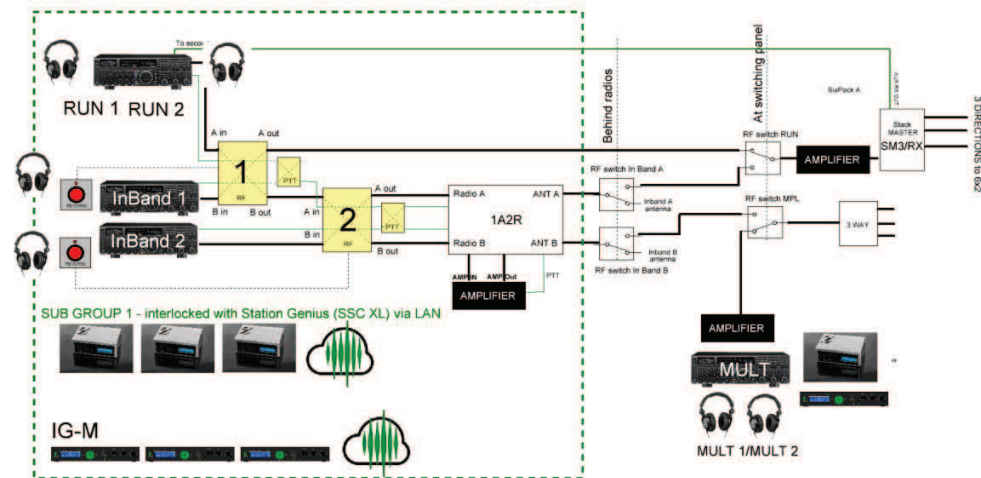 To seco
RUN 1 RUN 2
A in
A out
1
RF
B in
B out
PTT
InBand 1
InBand 2
A in
A out
2
RF
B in
B out
PTT
Radio A
ANT A
1A2R
Radio B
ANT B
AMP IN
AMP Out
PTT
AMPLIFIER
Behind radios
At switching panel
RF switch In Band A
Inband A
antenna
Inband B
antenna
RF switch In Band B
RF switch RUN
AMPLIFIER
RF switch MPL
3 WAY
SixPack A
AUX RX OUT
Stack
MASTER
SM3/RX
3 DIRECTIONS to 6x2
AMPLIFIER
MULT
"
MULT 1/MULT 2
SUB GROUP 1 - interlocked with Station Genius (SSC XL) via LAN
IG-M